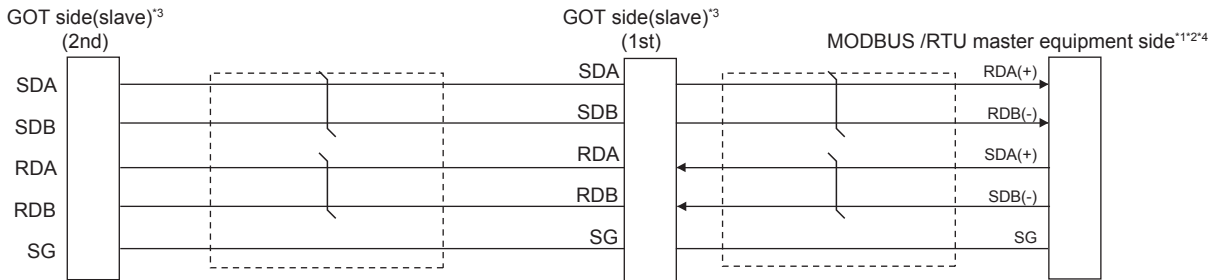 GOT side(slave)*3
(2nd)
GOT side(slave)*3
(1st)
MODBUS /RTU master equipment side*1*2*4
SDA
SDA
RDA(+)
SDB
SDB
RDB(-)
RDA
RDA
SDA(+)
RDB
RDB
SDB(-)
SG
SG
SG